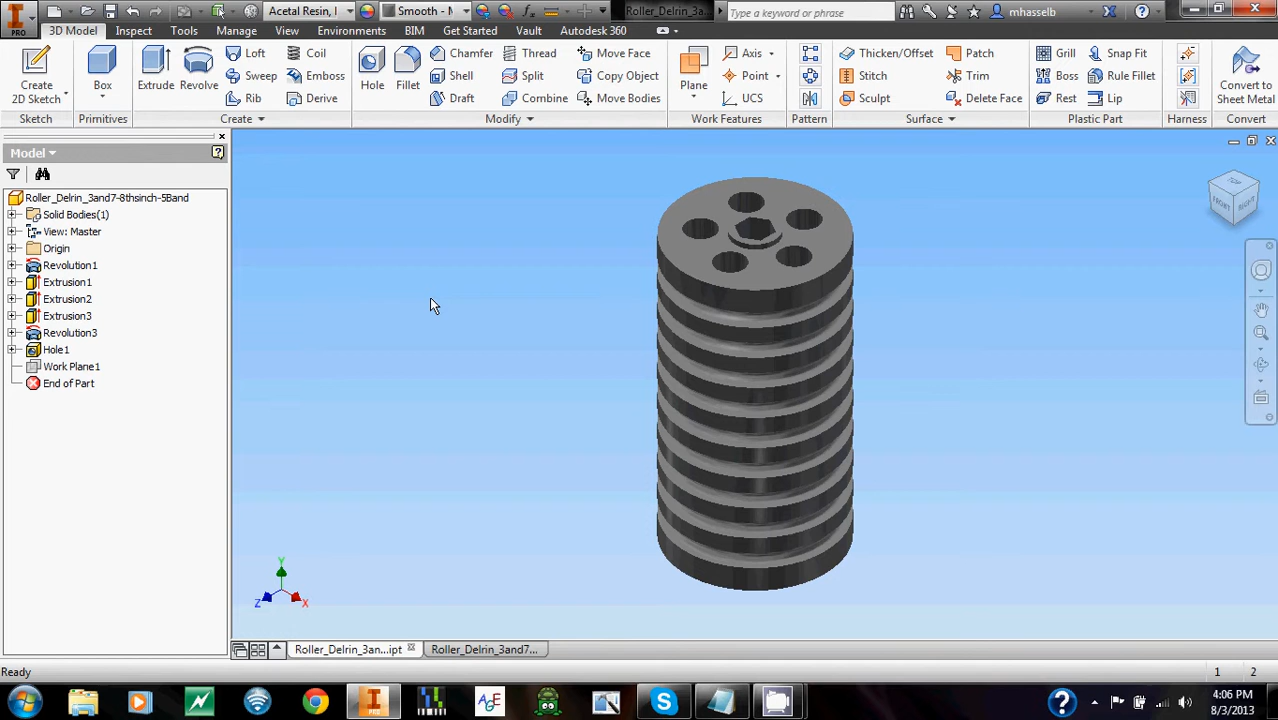 Acetal Resin, Smooth - M Roller_Delrin_3a... Type a keyword or phrase mhasselb
PRO 3D Model Inspect Tools Manage View Environments BIM Get Started Vault Autodesk 360
Loft Coil Chamfer Thread Move Face Axis Thicken/Offset Patch Grill Snap Fit
Create 2D Sketch Box Extrude Revolve Sweep Emboss Hole Fillet Shell Split Copy Object Plane Point Stitch Trim Boss Rule Fillet Convert to Sheet Metal
Rib Derive Draft Combine Move Bodies UCS Sculpt Delete Face Rest Lip
Sketch Primitives Create Modify Work Features Pattern Surface Plastic Part Harness Convert
Model
Roller_Delrin_3and7-8thsinch-5Band
Solid Bodies(1)
View: Master
Origin
Revolution1
Extrusion1
Extrusion2
Extrusion3
Revolution3
Hole1
Work Plane1
End of Part
TOP
FRONT RIGHT
Y
Z X
Roller_Delrin_3an...ipt Roller_Delrin_3and7...
Ready 1 2
PRO
4:06 PM
8/3/2013